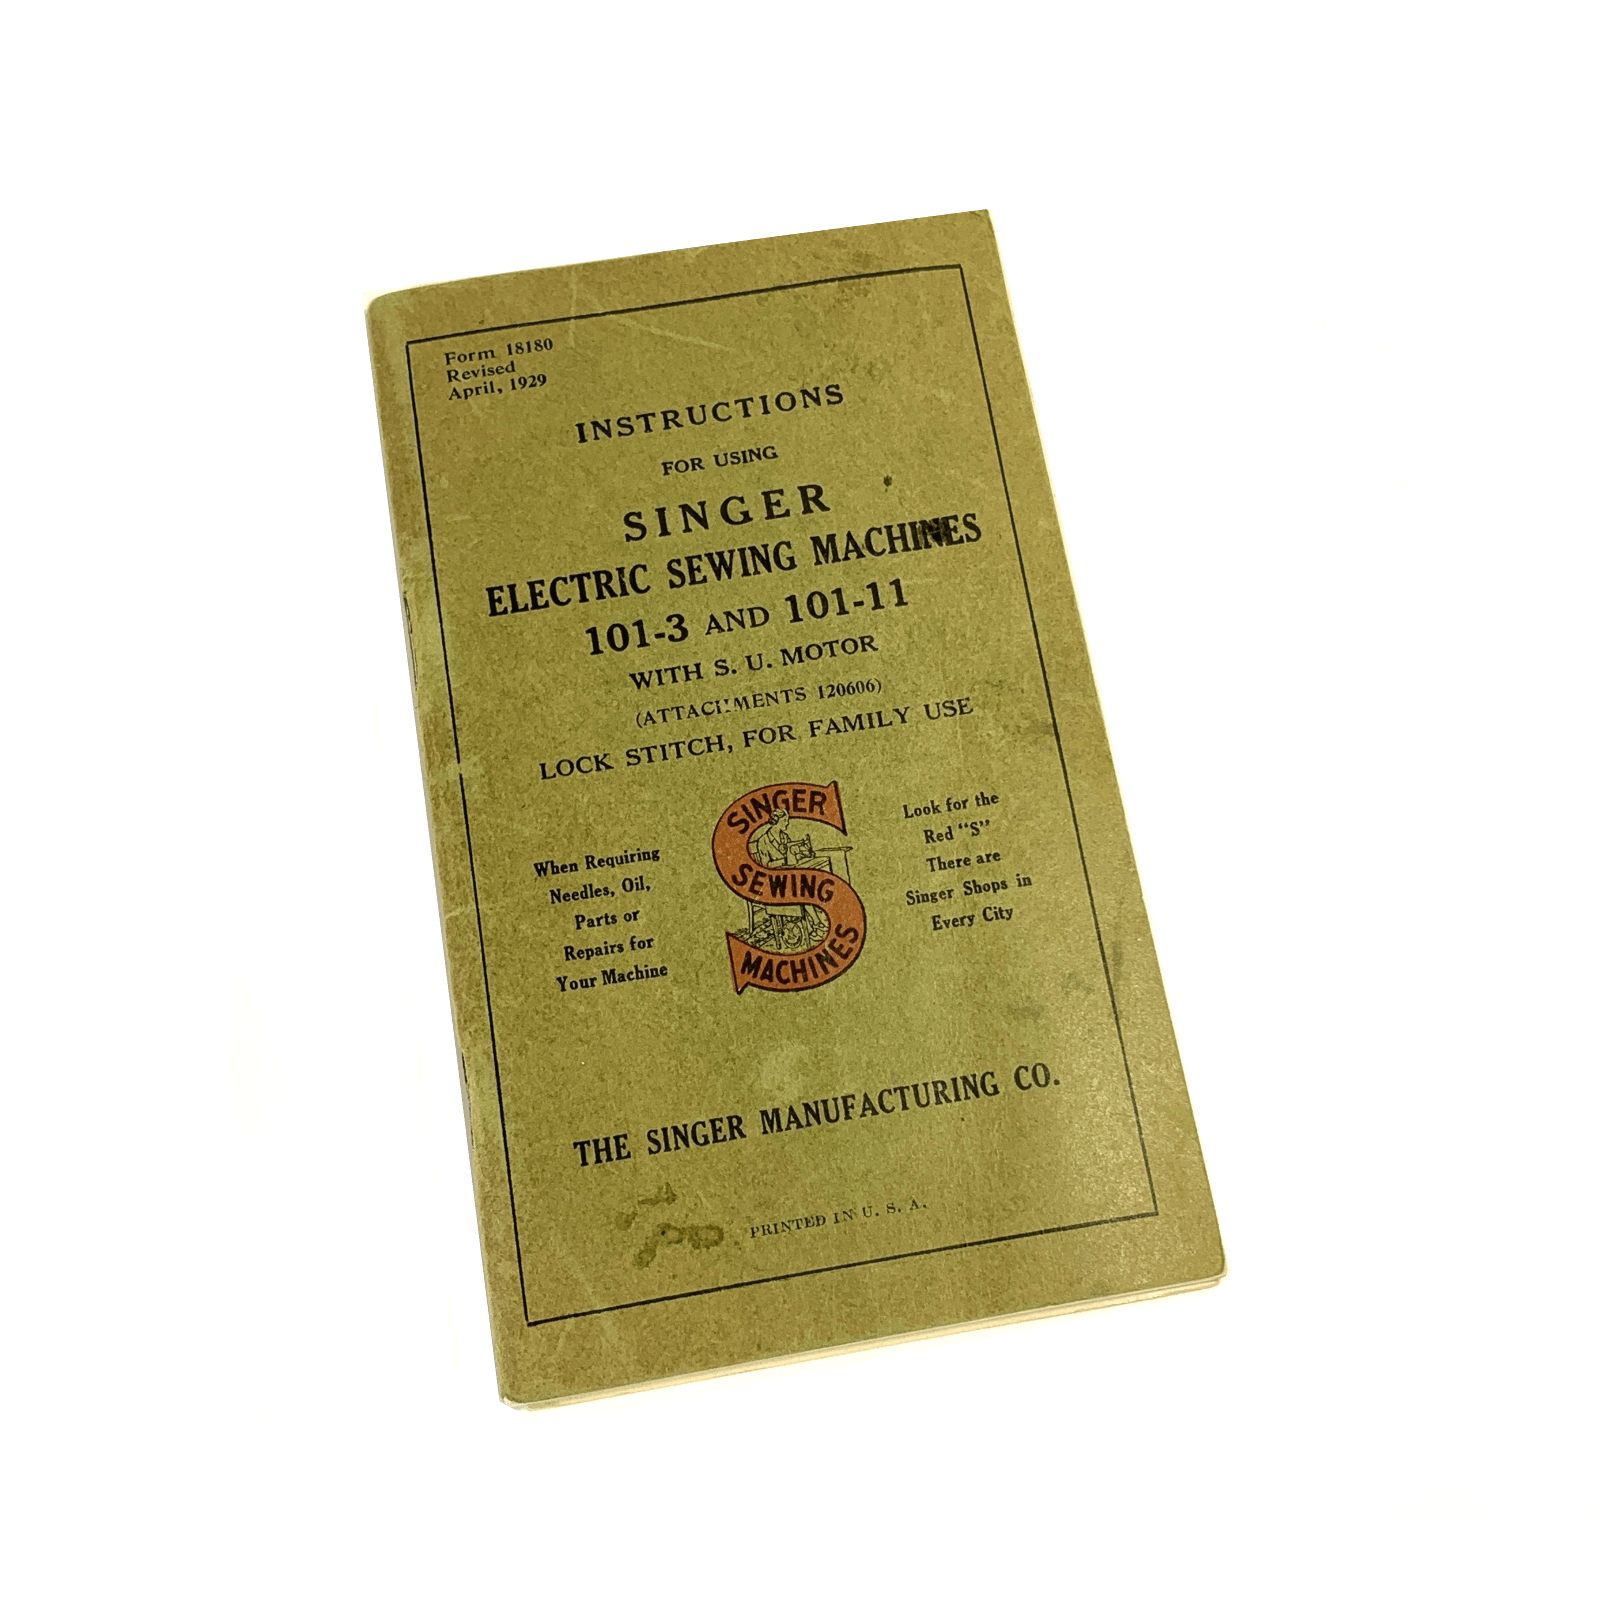 Form 18180
Revised
April, 1929
INSTRUCTIONS
FOR USING
SINGER
ELECTRIC SEWING MACHINES
101-3 AND 101-11
WITH S. U. MOTOR
(ATTACHMENTS 120606)
LOCK STITCH, FOR FAMILY USE
When Requiring
Needles, Oil,
Parts or
Repairs for
Your Machine
SINGER
SEWING
MACHINES
Look for the
Red "S"
There are
Singer Shops in
Every City
THE SINGER MANUFACTURING CO.
PRINTED IN U. S. A.